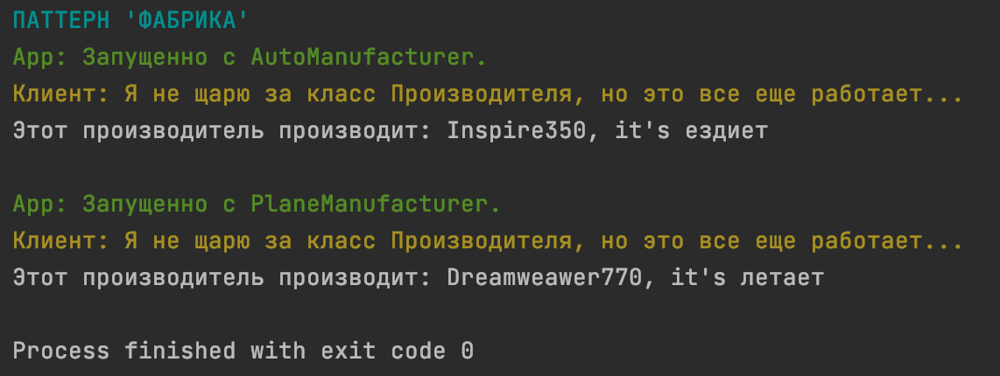 ПАТТЕРН 'ФАБРИКА'
App: Запущенно с AutoManufacturer.
Клиент: Я не щарю за класс Производителя, но это все еще работает...
Этот производитель производит: Inspire350, it's ездиет
App: Запущенно с PlaneManufacturer.
Клиент: Я не щарю за класс Производителя, но это все еще работает...
Этот производитель производит: Dreamweawer770, it's летает
Process finished with exit code 0